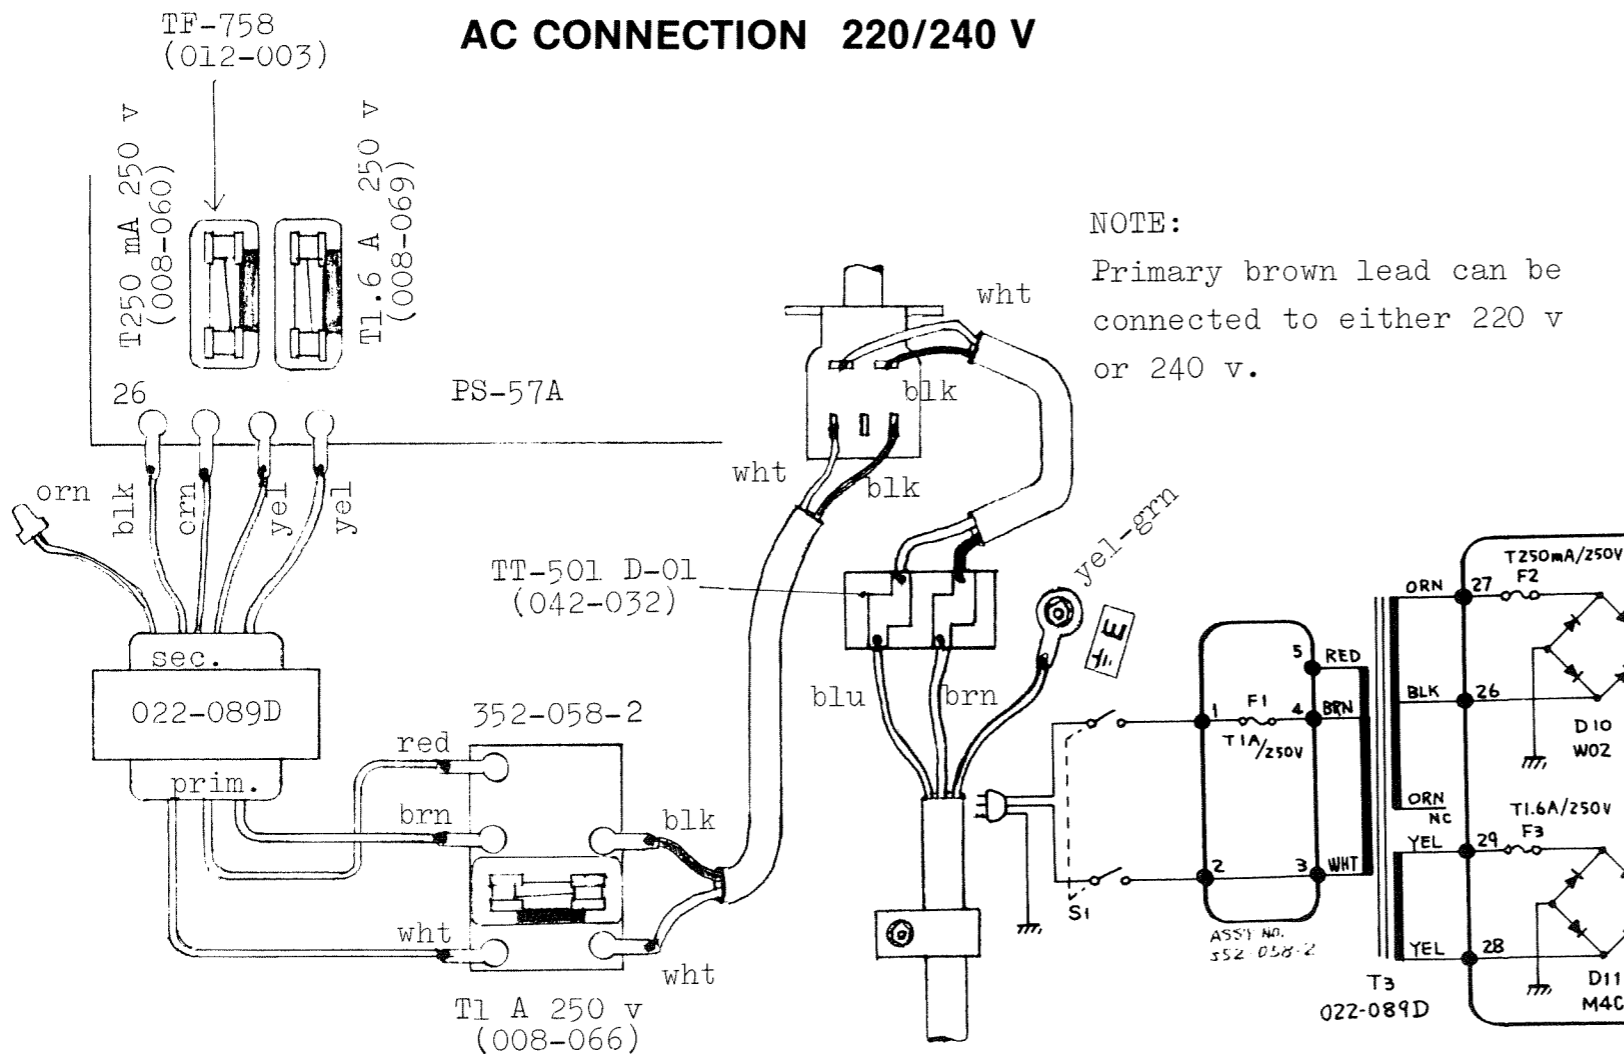 AC CONNECTION 220/240 V
TF-758
(012-003)
T250 mA 250 v
(008-060)
T1.6 A 250 v
(008-069)
26
PS-57A
orn
blk
orn
yel
yel
sec.
022-089D
prim.
352-058-2
red
brn
wht
blk
wht
T1 A 250 v
(008-066)
wht
blk
wht
blk
TT-501 D-01
(042-032)
yel-grn
E
blu
brn
NOTE:
Primary brown lead can be
connected to either 220 v
or 240 v.
S1
1
F1
T1A/250V
4
5
RED
BRN
2
3
WHT
ASSY NO.
352-058-2
T3
022-089D
ORN
27
T250mA/250V
F2
BLK
26
D10
W02
ORN
NC
YEL
29
T1.6A/250V
F3
YEL
28
D11
M4C